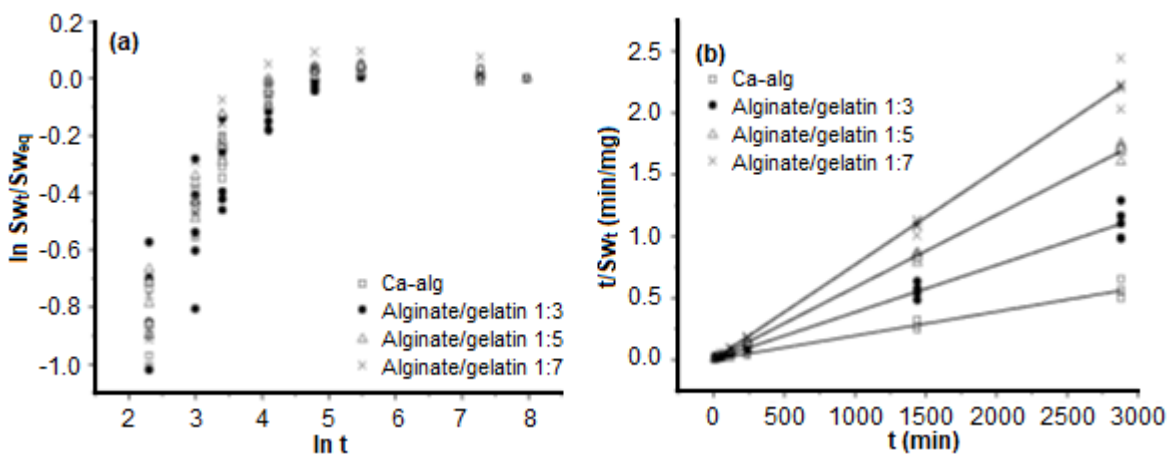 (a)
0.2
0.0
-0.2
-0.4
-0.6
-0.8
-1.0
ln Swt/Sweq
Ca-alg
Alginate/gelatin 1:3
Alginate/gelatin 1:5
Alginate/gelatin 1:7
2 3 4 5 6 7 8
ln t
(b)
2.5
2.0
1.5
1.0
0.5
0.0
t/Swt (min/mg)
Ca-alg
Alginate/gelatin 1:3
Alginate/gelatin 1:5
Alginate/gelatin 1:7
0 500 1000 1500 2000 2500 3000
t (min)